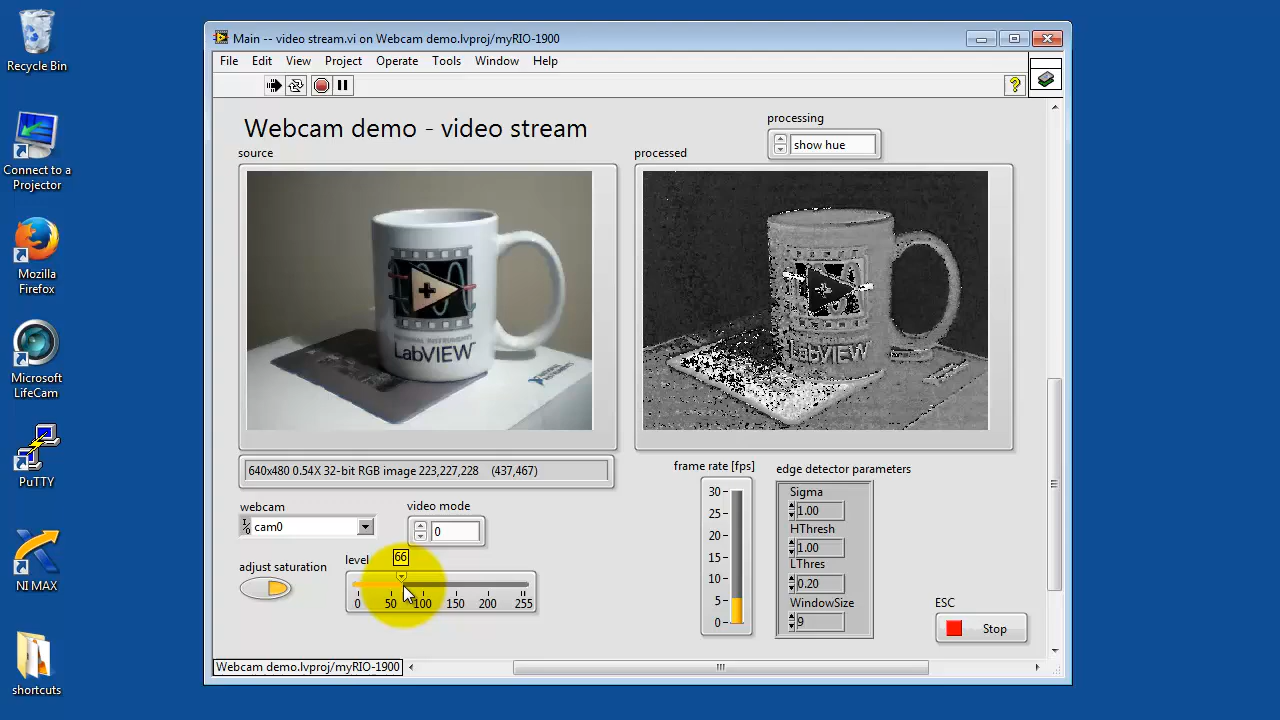 Recycle Bin
Connect to a
Projector
Mozilla
Firefox
Microsoft
LifeCam
PuTTY
NI MAX
shortcuts
Main -- video stream.vi on Webcam demo.lvproj/myRIO-1900
File Edit View Project Operate Tools Window Help
Webcam demo - video stream
processing
show hue
source
processed
LabVIEW
LabVIEW
640x480 0.54X 32-bit RGB image 223,227,228 (437,467)
webcam
cam0
video mode
0
adjust saturation
level
66
0 50 100 150 200 255
frame rate [fps]
30
25
20
15
10
5
0
edge detector parameters
Sigma
1.00
HThresh
1.00
LThres
0.20
WindowSize
9
ESC
Stop
Webcam demo.lvproj/myRIO-1900